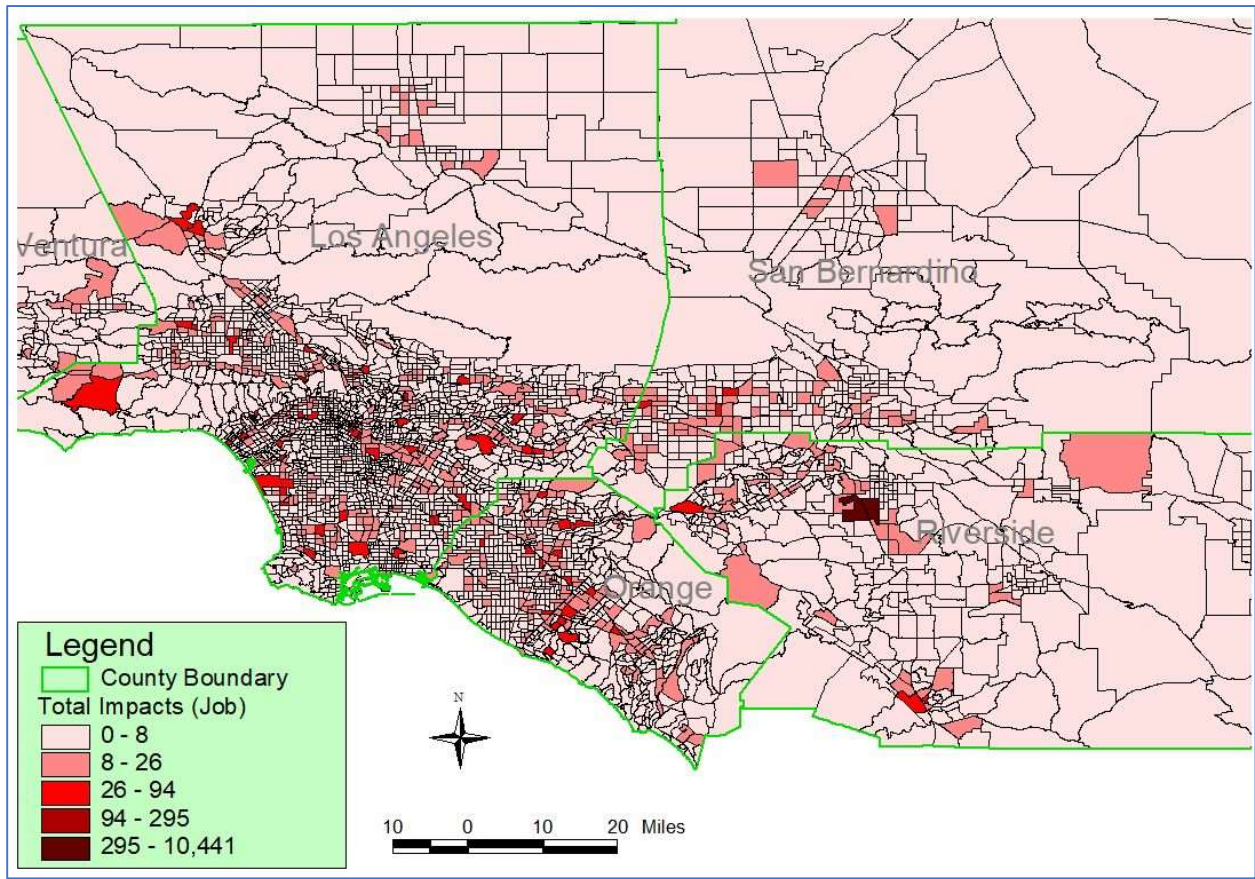 Los Angeles
Ventura
San Bernardino
Riverside
Orange
Legend
County Boundary
Total Impacts (Job)
0 - 8
8 - 26
26 - 94
94 - 295
295 - 10,441
N
10 0 10 20 Miles